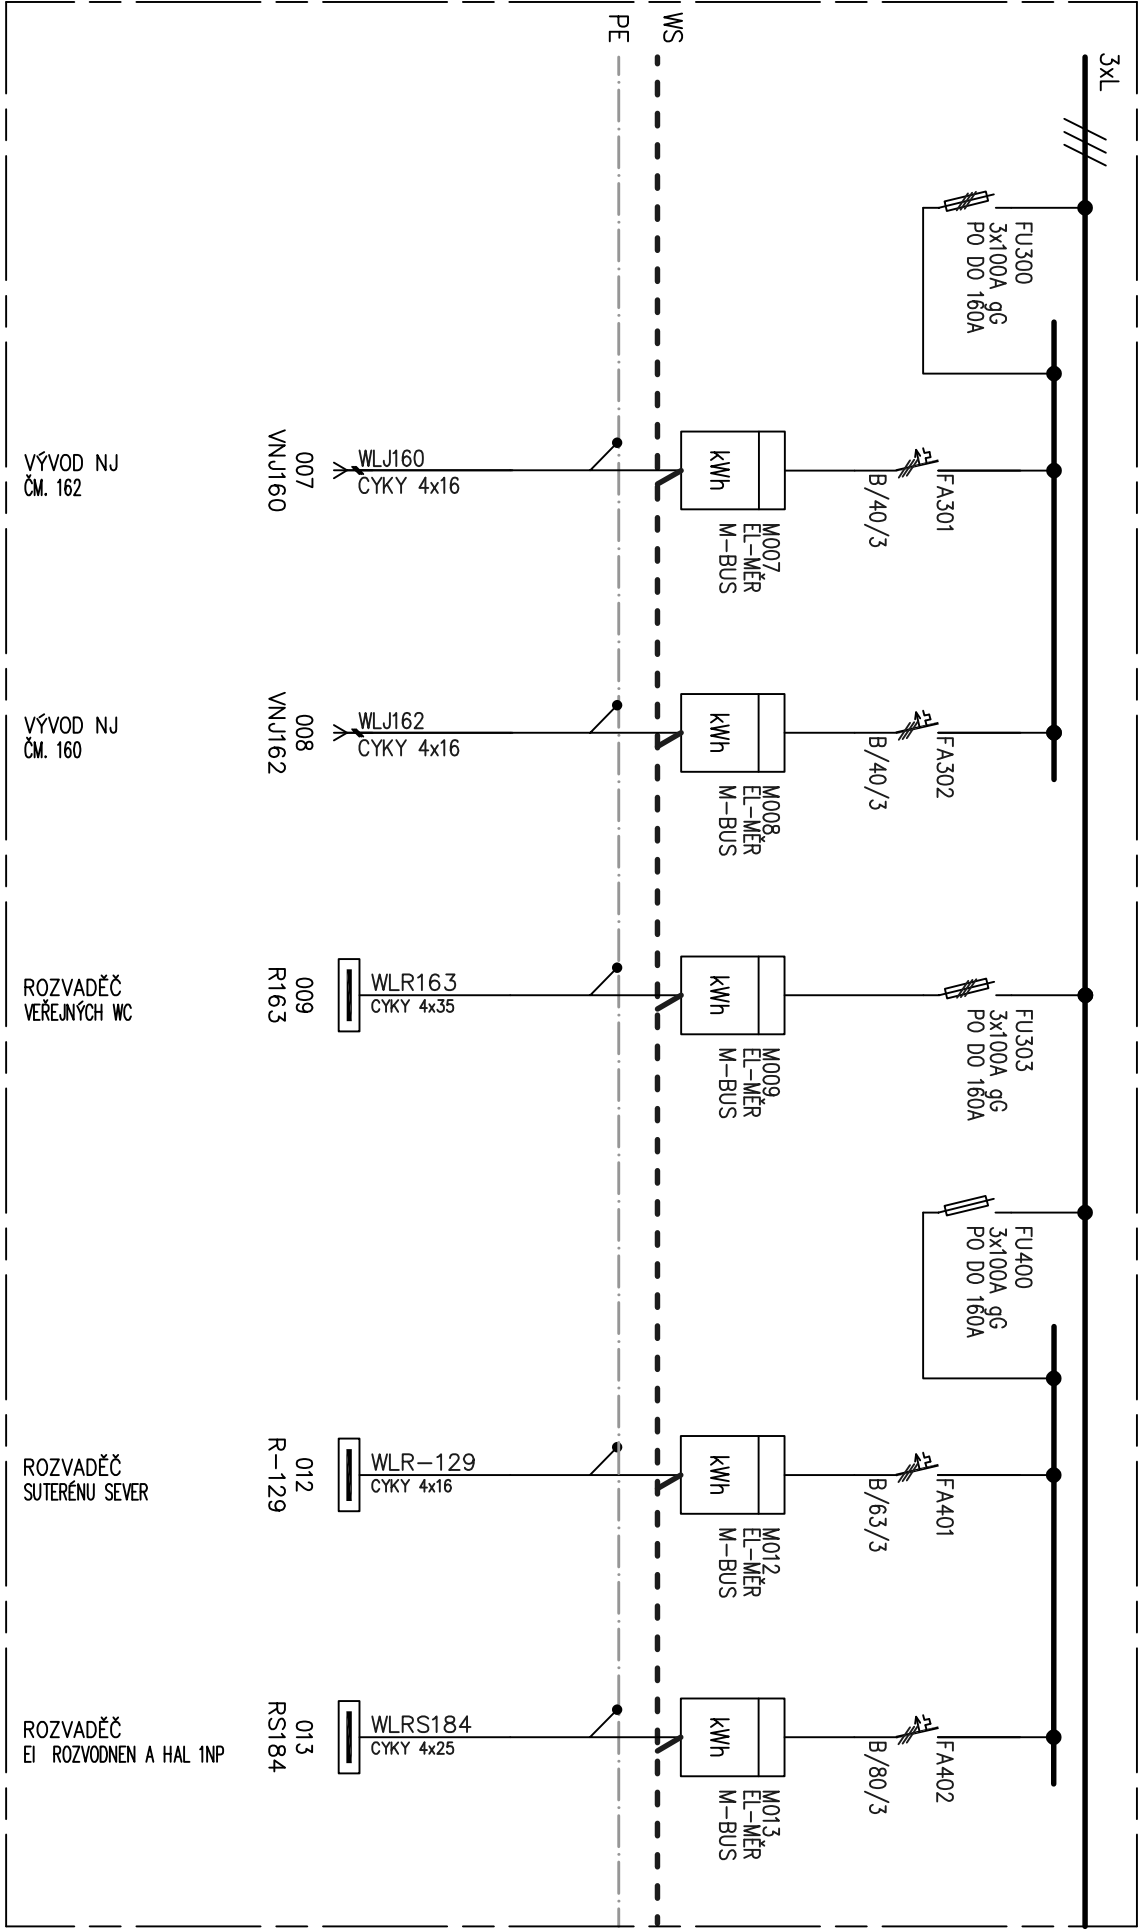 3xL
WS
PE
FU300
3x100A gG
PO DO 160A
FA301
B/40/3
M007
EL-MĚR
M-BUS
kWh
WLJ160
CYKY 4x16
007
VNJ160
VÝVOD NJ
ČM. 162
FA302
B/40/3
M008
EL-MĚR
M-BUS
kWh
WLJ162
CYKY 4x16
008
VNJ162
VÝVOD NJ
ČM. 160
FU303
3x100A gG
PO DO 160A
M009
EL-MĚR
M-BUS
kWh
WLR163
CYKY 4x35
009
R163
ROZVADĚČ
VEŘEJNÝCH WC
FU400
3x100A gG
PO DO 160A
FA401
B/63/3
M012
EL-MĚR
M-BUS
kWh
WLR-129
CYKY 4x16
012
R-129
ROZVADĚČ
SUTERÉNU SEVER
FA402
B/80/3
M013
EL-MĚR
M-BUS
kWh
WLRS184
CYKY 4x25
013
RS184
ROZVADĚČ
EI ROZVODNEN A HAL 1NP